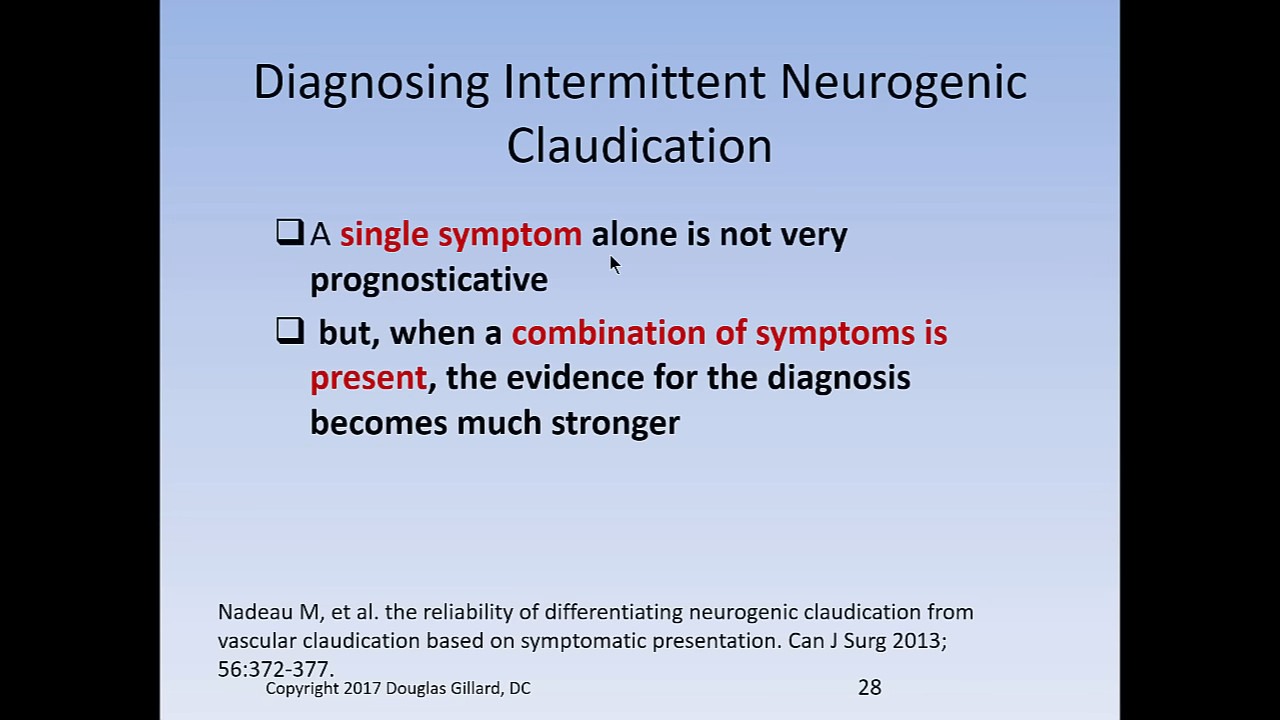 Diagnosing Intermittent Neurogenic
Claudication
A single symptom alone is not very
prognosticative
but, when a combination of symptoms is
present, the evidence for the diagnosis
becomes much stronger
Nadeau M, et al. the reliability of differentiating neurogenic claudication from
vascular claudication based on symptomatic presentation. Can J Surg 2013;
56:372-377.
Copyright 2017 Douglas Gillard, DC
28